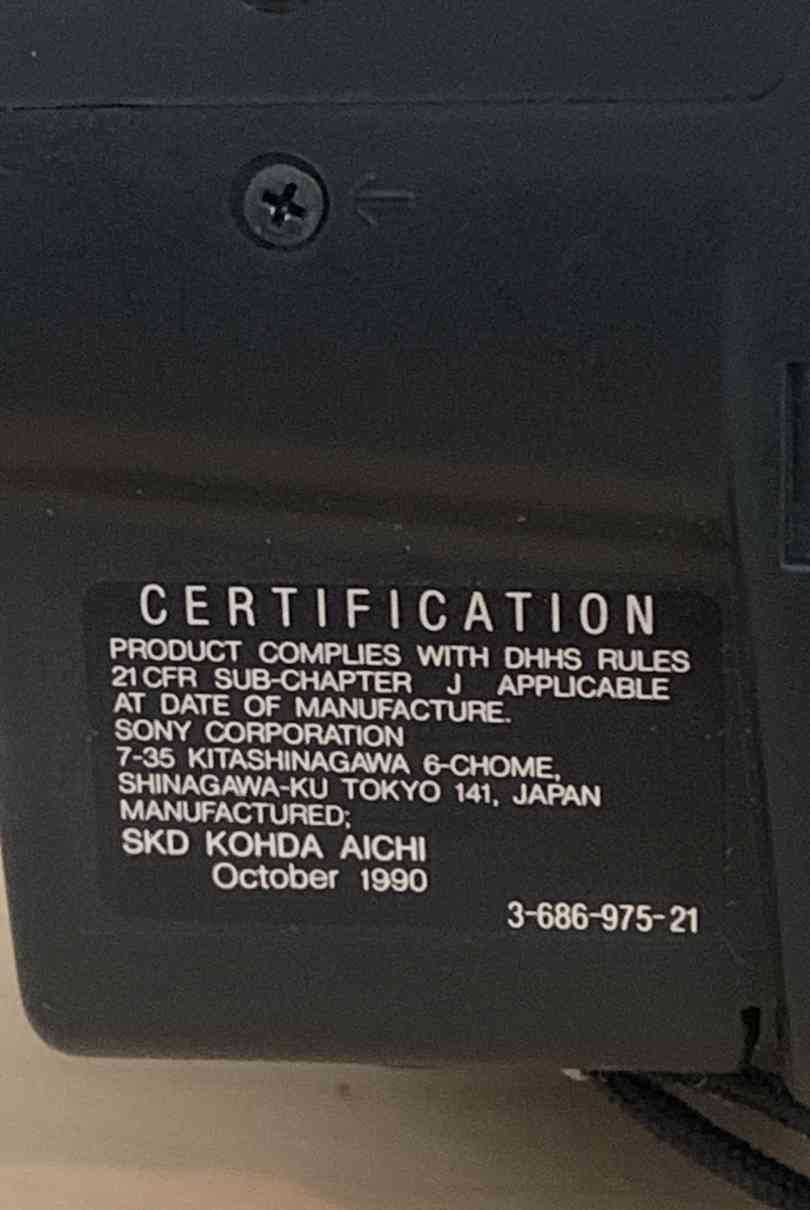 CERTIFICATION
PRODUCT COMPLIES WITH DHHS RULES
21 CFR SUB-CHAPTER J APPLICABLE
AT DATE OF MANUFACTURE.
SONY CORPORATION
7-35 KITASHINAGAWA 6-CHOME,
SHINAGAWA-KU TOKYO 141, JAPAN
MANUFACTURED;
SKD KOHDA AICHI
October 1990
3-686-975-21